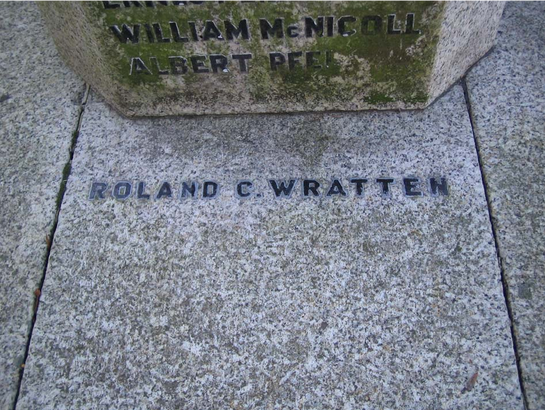 WILLIAM McNICOLL
ALBERT PEEL
ROLAND C. WRATTEN